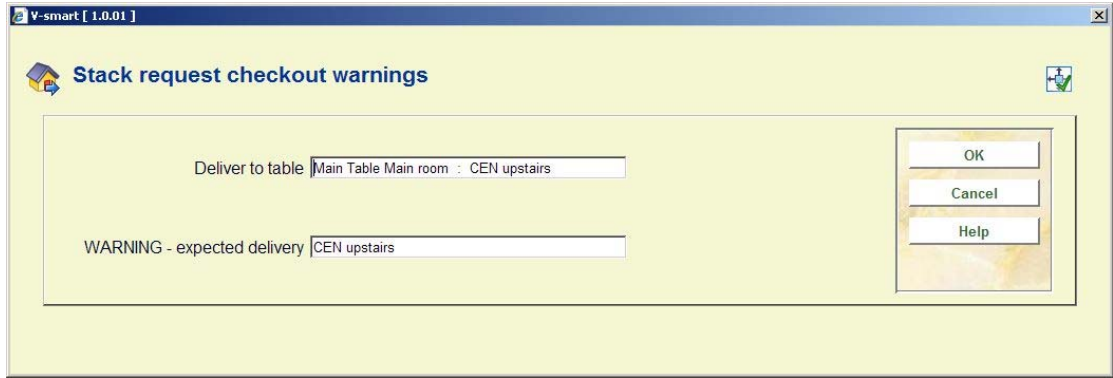 V-smart [ 1.0.01 ]
Stack request checkout warnings
Deliver to table Main Table Main room : CEN upstairs
WARNING - expected delivery CEN upstairs
OK
Cancel
Help